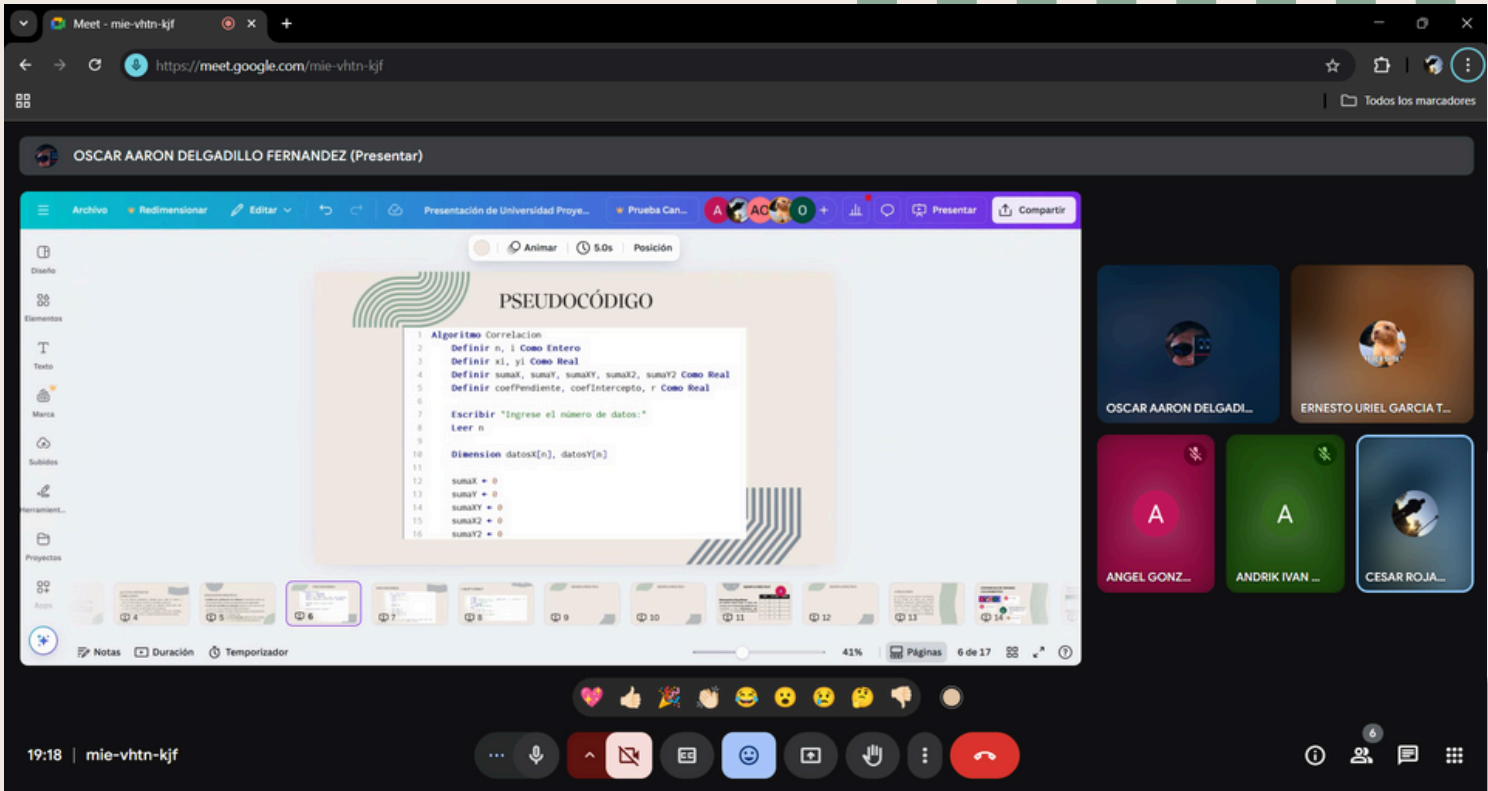 Meet - mie-vhtn-kjf
https://meet.google.com/mie-vhtn-kjf
Todos los marcadores
OSCAR AARON DELGADILLO FERNANDEZ (Presentar)
Archivo Redimensionar Editar Presentación de Universidad Proye... Prueba Can... A AC O + Presentar Compartir
Animar 5.0s Posición
Diseño
Elementos
Texto
Marca
Subidos
Herramient...
Proyectos
Apps
PSEUDOCÓDIGO
1 Algoritmo Correlacion
2 Definir n, i Como Entero
3 Definir xi, yi Como Real
4 Definir sumaX, sumaY, sumaXY, sumaX2, sumaY2 Como Real
5 Definir coefPendiente, coefIntercepto, r Como Real
6
7 Escribir "Ingrese el número de datos:"
8 Leer n
9
10 Dimension datosX[n], datosY[n]
11
12 sumaX ← 0
13 sumaY ← 0
14 sumaXY ← 0
15 sumaX2 ← 0
16 sumaY2 ← 0
4 5 6 7 8 9 10 11 12 13 14
Notas Duración Temporizador 41% Páginas 6 de 17
OSCAR AARON DELGADI...
ERNESTO URIEL GARCIA T...
A
ANGEL GONZ...
A
ANDRIK IVAN ...
CESAR ROJA...
19:18 | mie-vhtn-kjf
6